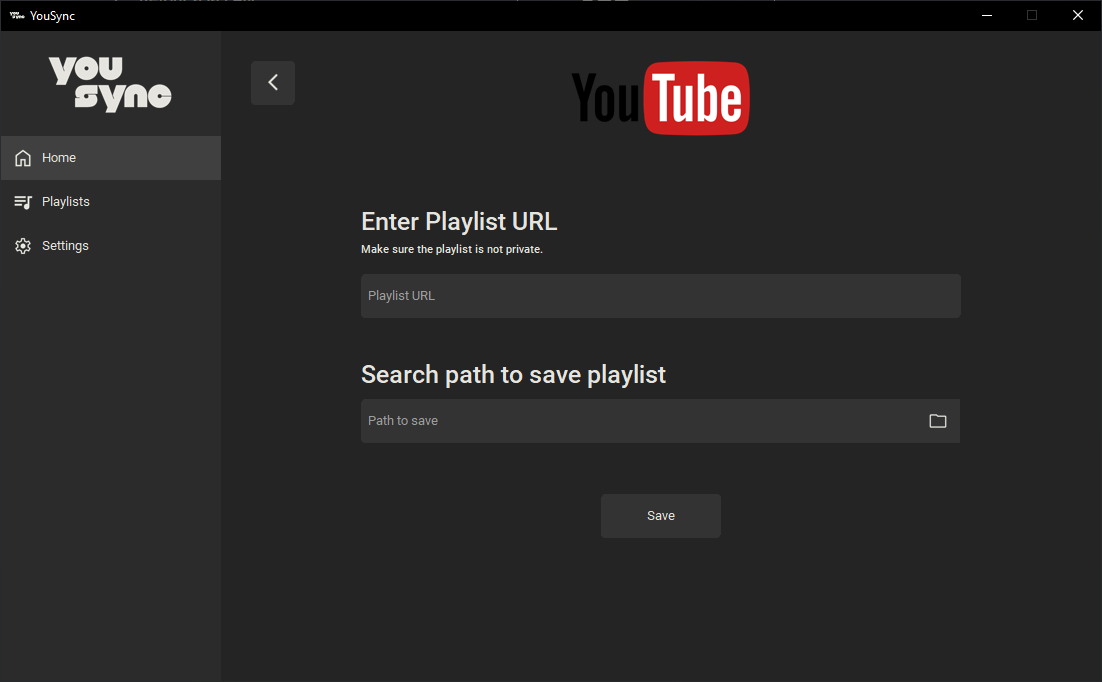 YouSync
you
sync
Home
Playlists
Settings
YouTube
Enter Playlist URL
Make sure the playlist is not private.
Playlist URL
Search path to save playlist
Path to save
Save